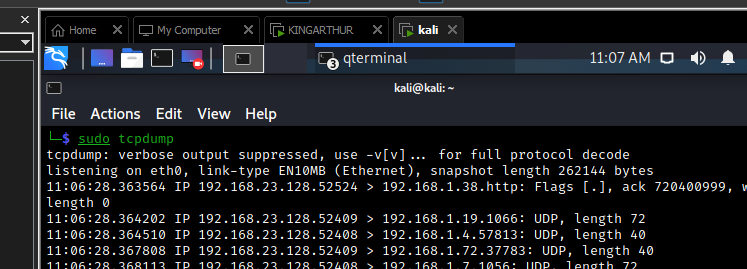 Home
My Computer
KINGARTHUR
kali
3
qterminal
11:07 AM
kali@kali: ~
File Actions Edit View Help
└─$ sudo tcpdump
tcpdump: verbose output suppressed, use -v[v]... for full protocol decode
listening on eth0, link-type EN10MB (Ethernet), snapshot length 262144 bytes
11:06:28.363564 IP 192.168.23.128.52524 > 192.168.1.38.http: Flags [.], ack 720400999, w
length 0
11:06:28.364202 IP 192.168.23.128.52409 > 192.168.1.19.1066: UDP, length 72
11:06:28.364510 IP 192.168.23.128.52408 > 192.168.1.4.57813: UDP, length 40
11:06:28.367808 IP 192.168.23.128.52409 > 192.168.1.72.37783: UDP, length 40
11:06:28.368113 IP 192.168.23.128.52408 > 192.168.1.7.1056: UDP, length 72